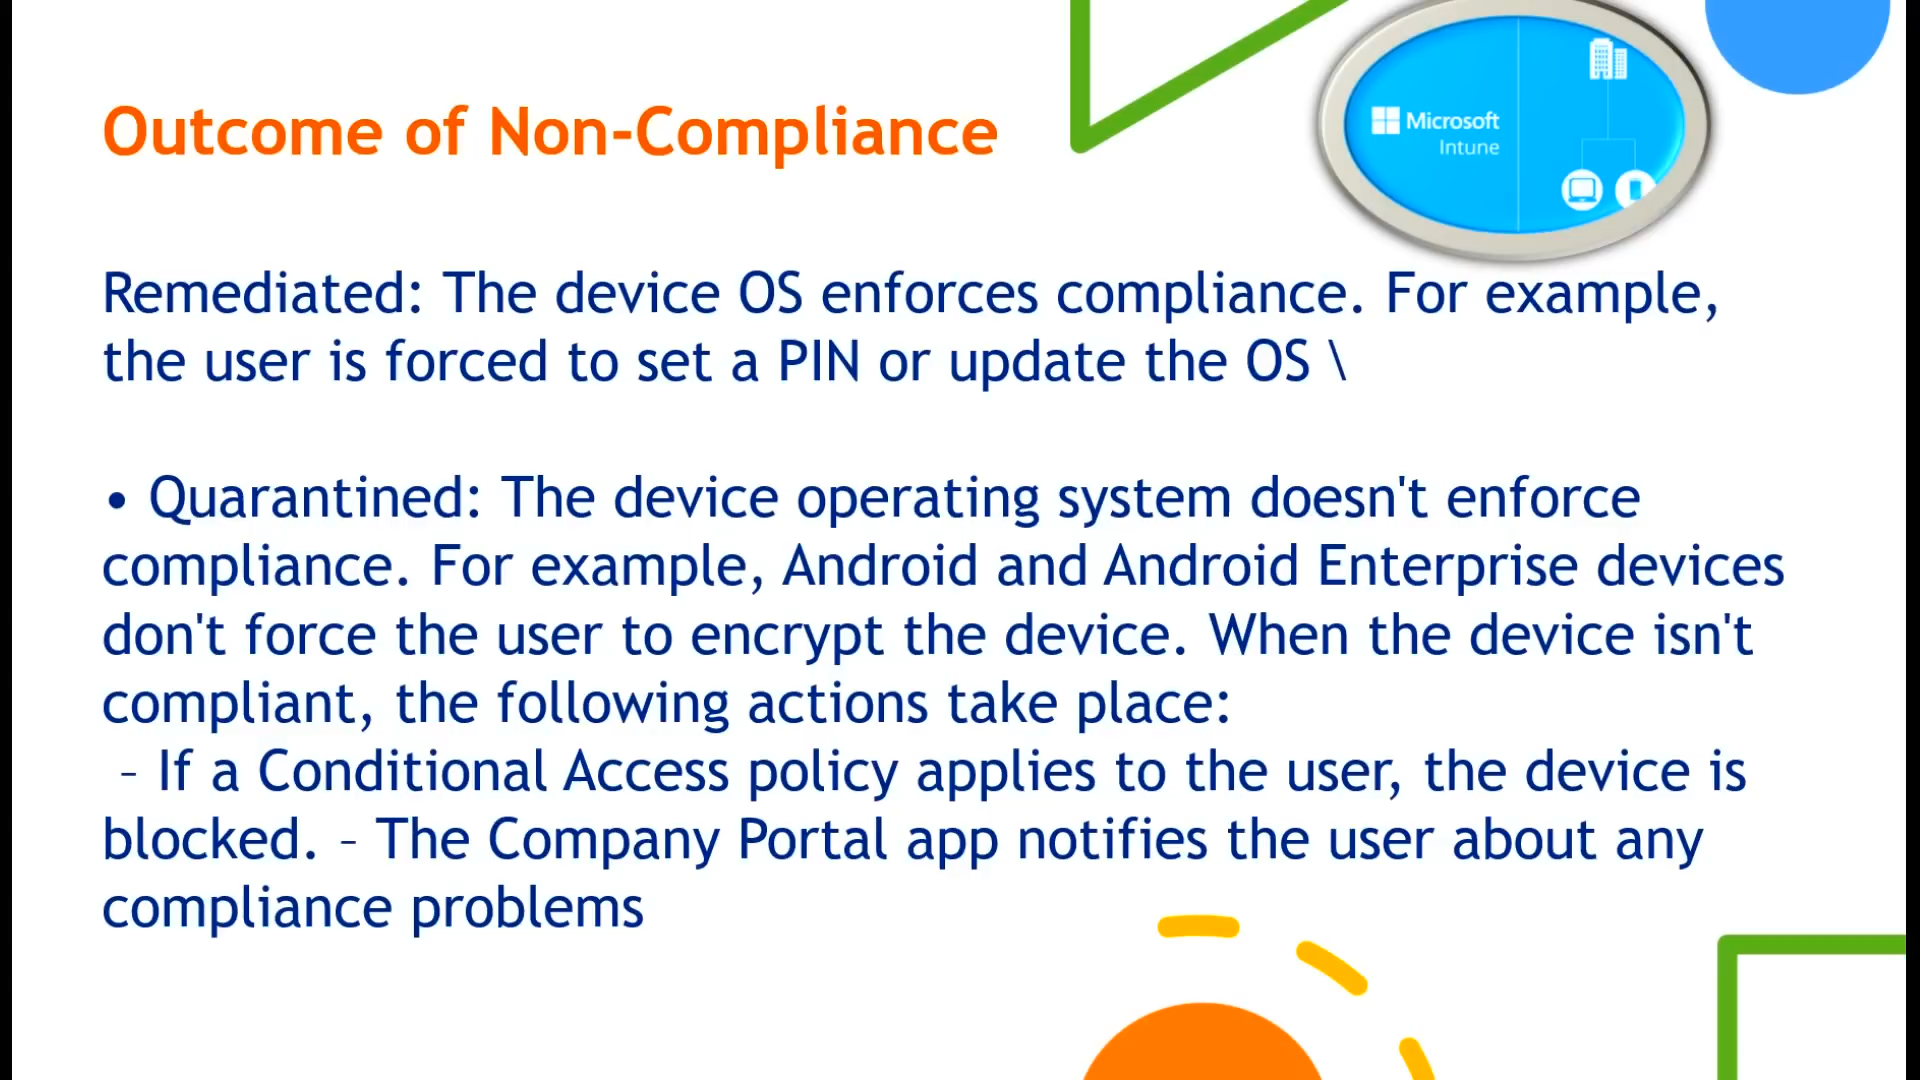 Microsoft
Intune
Outcome of Non-Compliance
Remediated: The device OS enforces compliance. For example,
the user is forced to set a PIN or update the OS \
• Quarantined: The device operating system doesn't enforce
compliance. For example, Android and Android Enterprise devices
don't force the user to encrypt the device. When the device isn't
compliant, the following actions take place:
– If a Conditional Access policy applies to the user, the device is
blocked. – The Company Portal app notifies the user about any
compliance problems